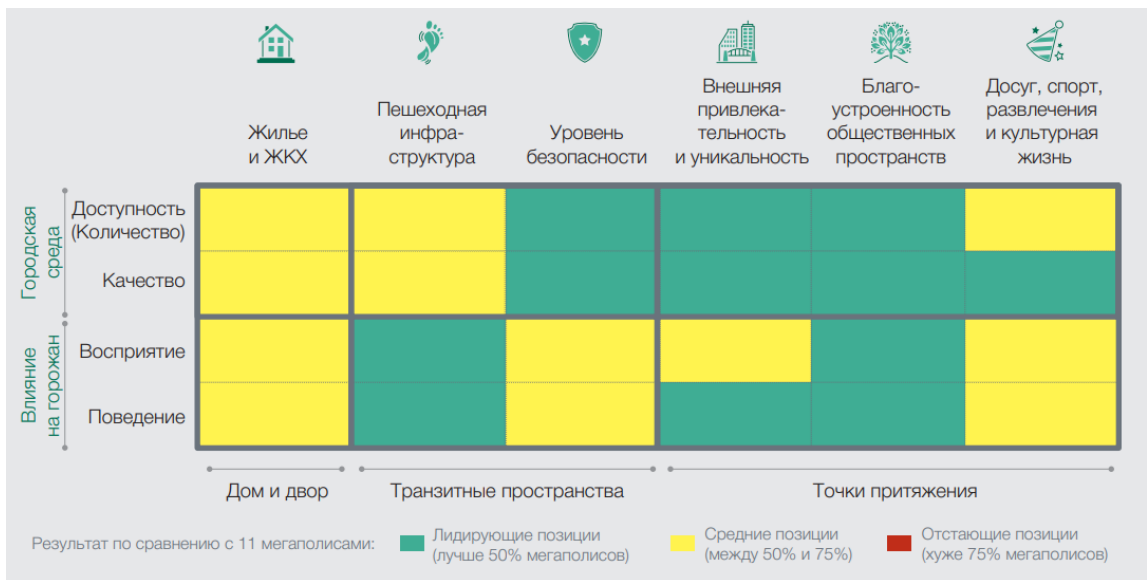 Жилье
и ЖКХ
Пешеходная
инфра-
структура
Уровень
безопасности
Внешняя
привлека-
тельность
и уникальность
Благо-
устроенность
общественных
пространств
Досуг, спорт,
развлечения
и культурная
жизнь
Городская
среда
Доступность
(Количество)
Качество
Влияние
на горожан
Восприятие
Поведение
Дом и двор
Транзитные пространства
Точки притяжения
Результат по сравнению с 11 мегаполисами:
Лидирующие позиции
(лучше 50% мегаполисов)
Средние позиции
(между 50% и 75%)
Отстающие позиции
(хуже 75% мегаполисов)